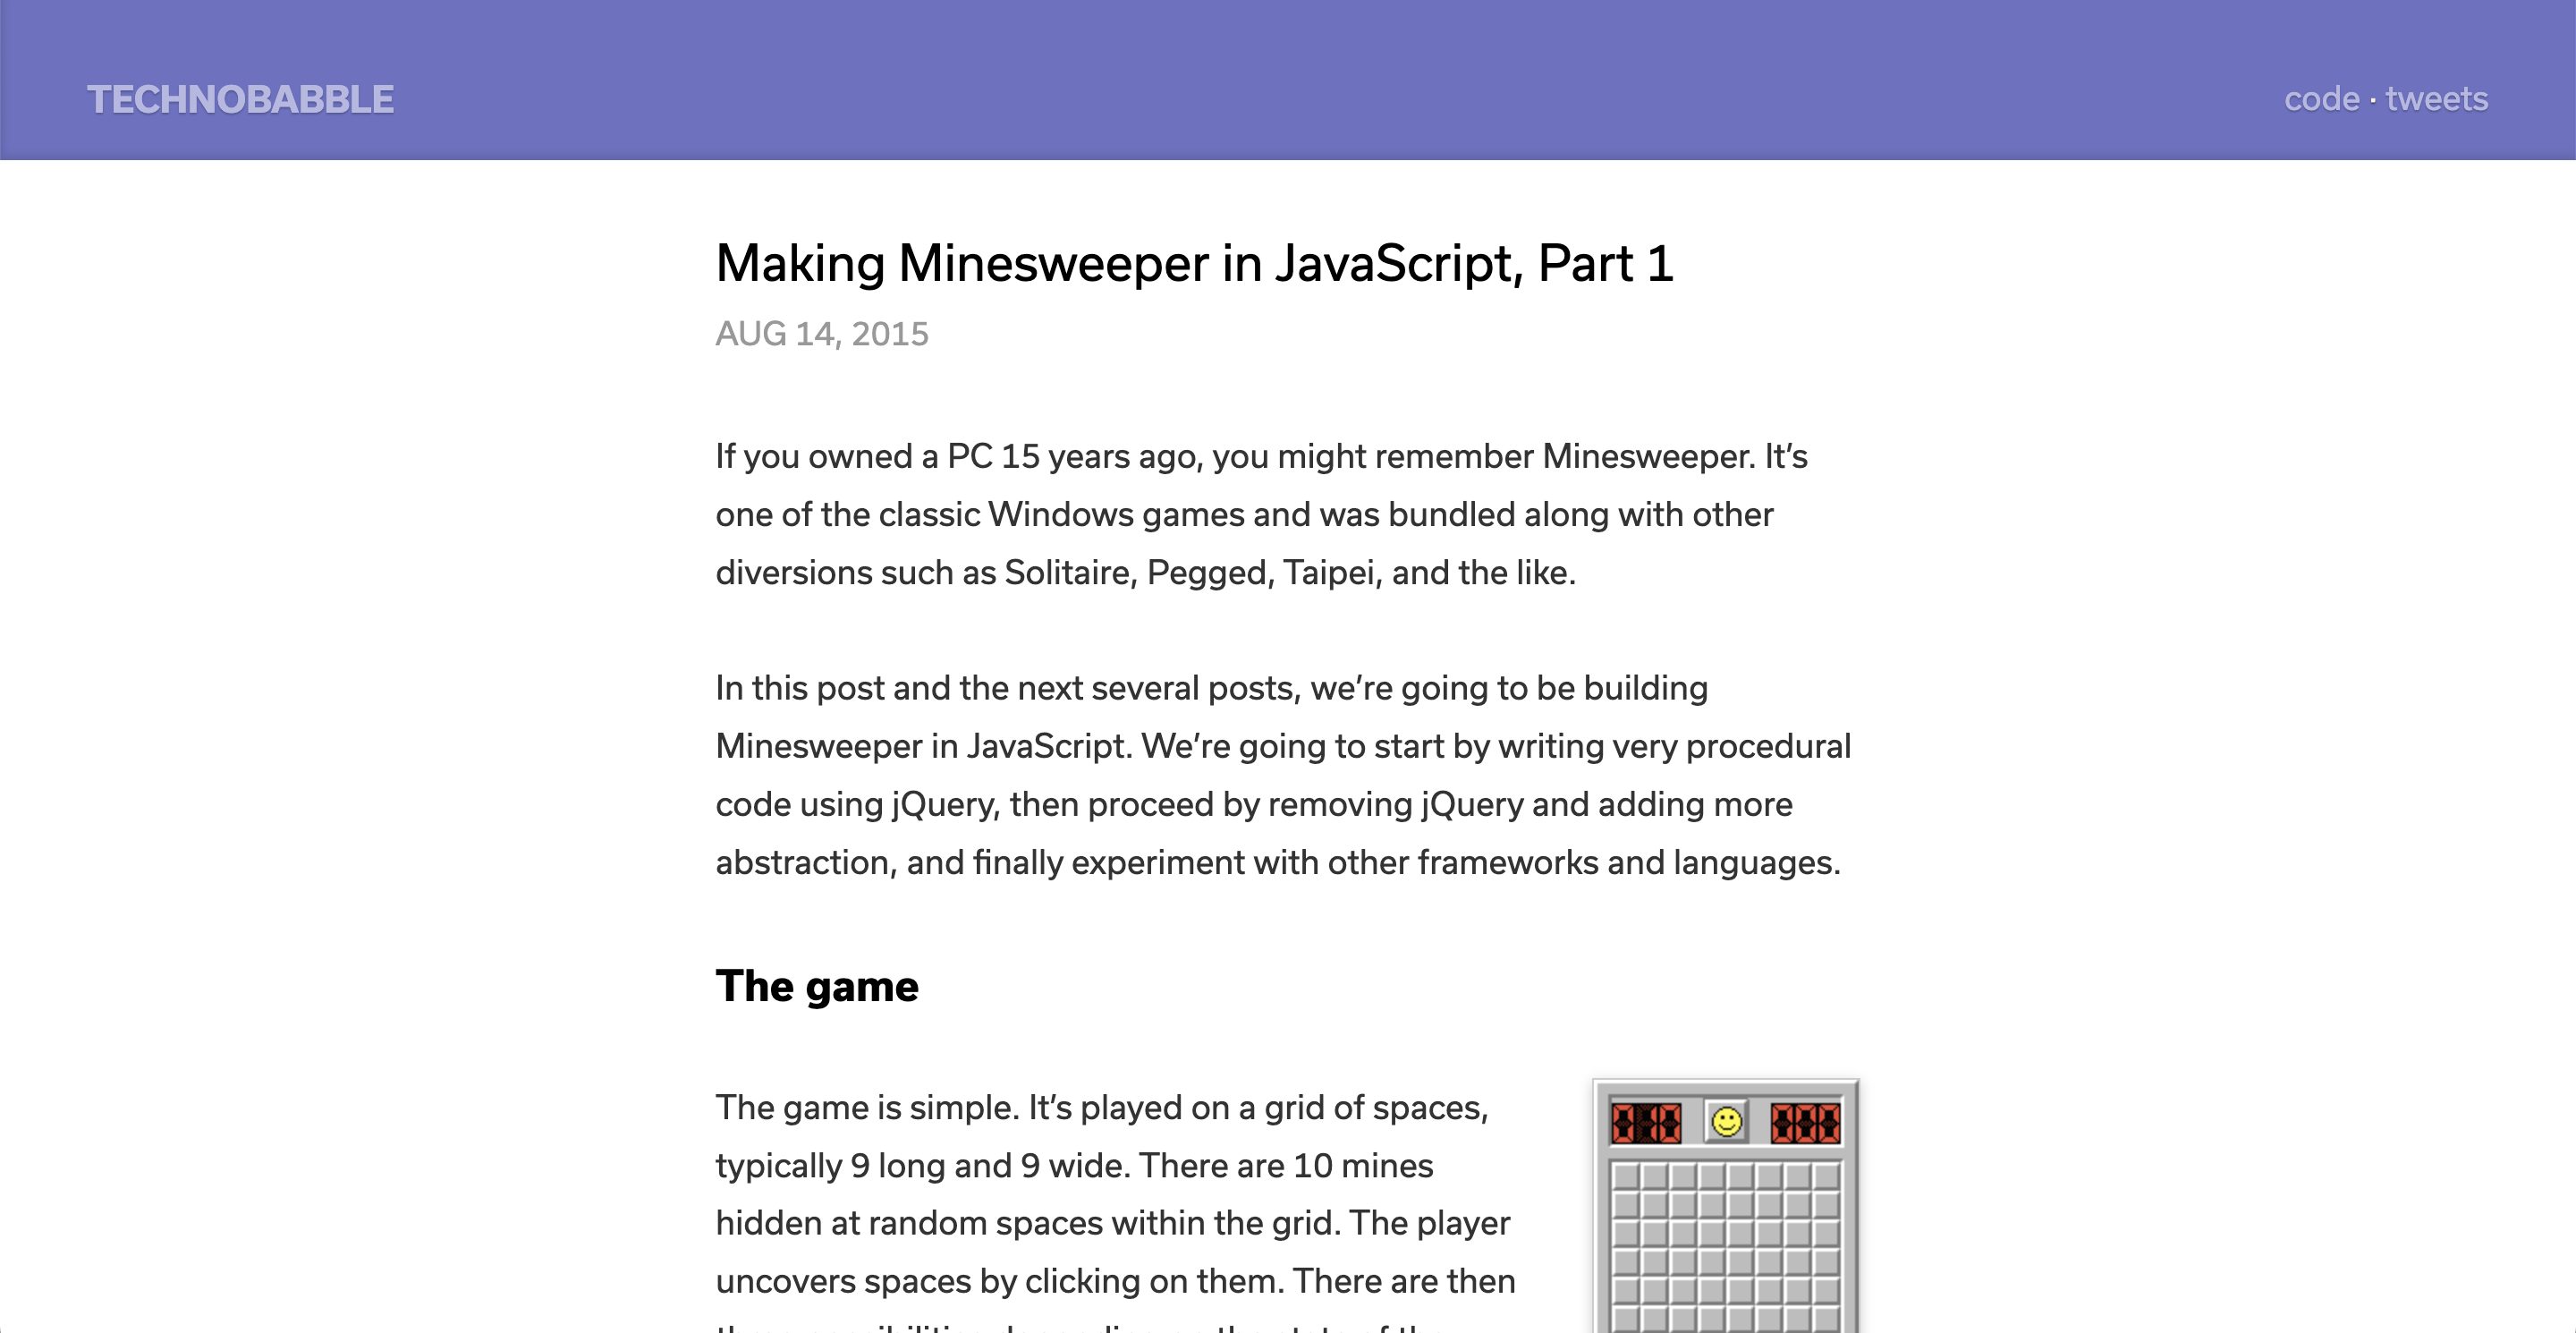 TECHNOBABBLE
code · tweets
Making Minesweeper in JavaScript, Part 1
AUG 14, 2015
If you owned a PC 15 years ago, you might remember Minesweeper. It’s
one of the classic Windows games and was bundled along with other
diversions such as Solitaire, Pegged, Taipei, and the like.
In this post and the next several posts, we’re going to be building
Minesweeper in JavaScript. We’re going to start by writing very procedural
code using jQuery, then proceed by removing jQuery and adding more
abstraction, and finally experiment with other frameworks and languages.
The game
The game is simple. It’s played on a grid of spaces,
typically 9 long and 9 wide. There are 10 mines
hidden at random spaces within the grid. The player
uncovers spaces by clicking on them. There are then